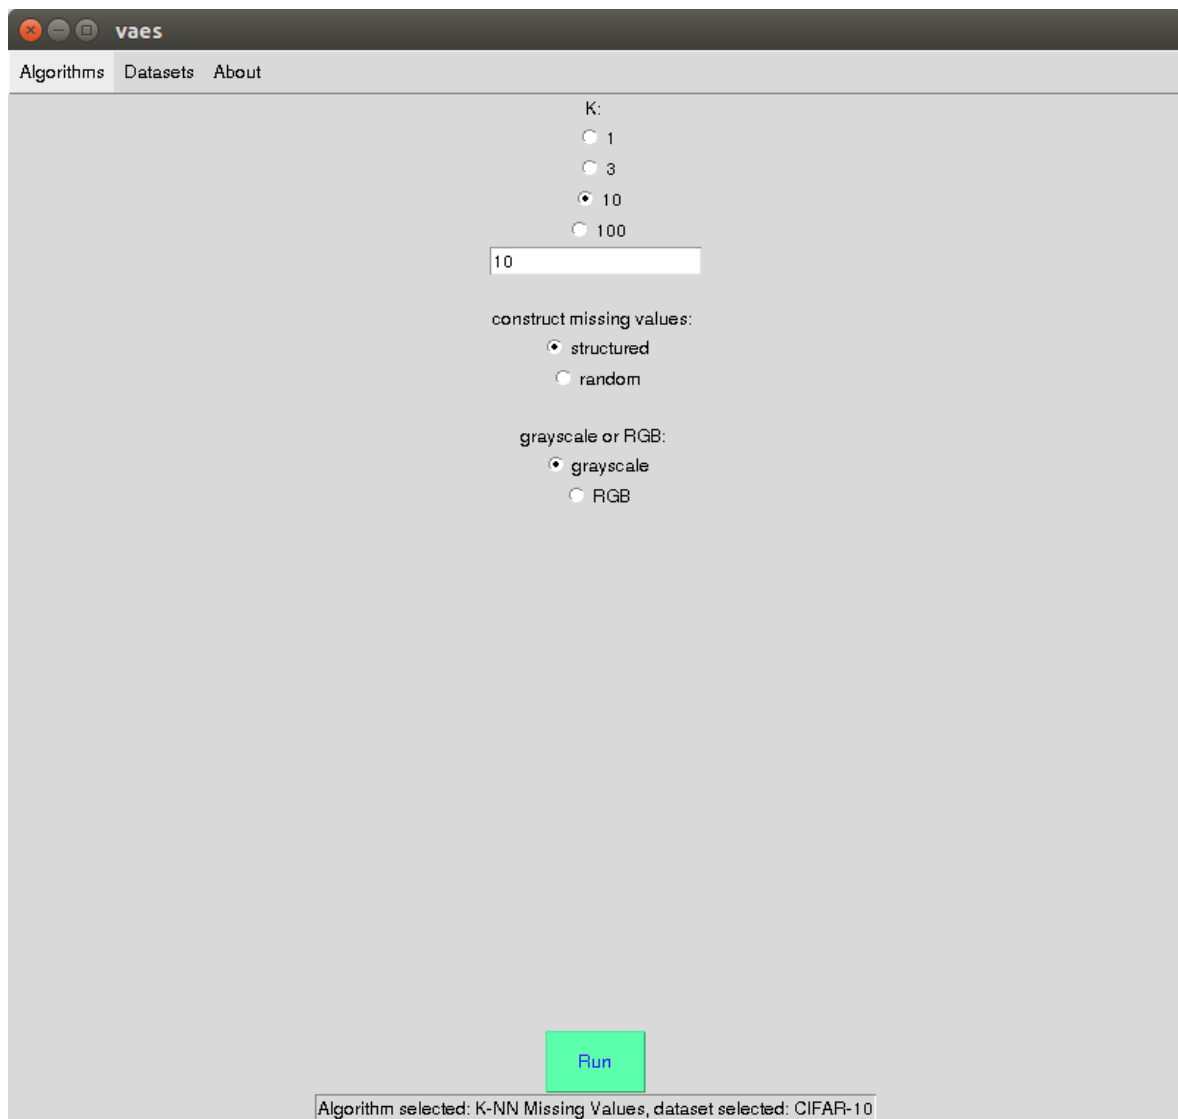 vaes
Algorithms Datasets About
K:
1
3
10
100
10
construct missing values:
structured
random
grayscale or RGB:
grayscale
RGB
Run
Algorithm selected: K-NN Missing Values, dataset selected: CIFAR-10